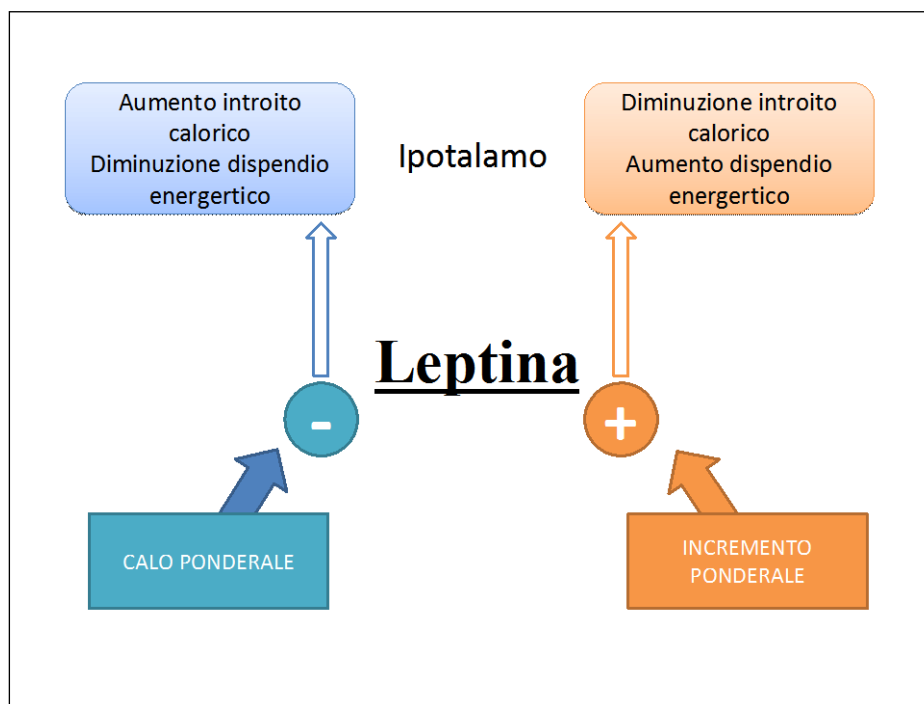 Aumento introito
calorico
Diminuzione dispendio
energertico
Ipotalamo
Diminuzione introito
calorico
Aumento dispendio
energertico
Leptina
-
+
CALO PONDERALE
INCREMENTO
PONDERALE